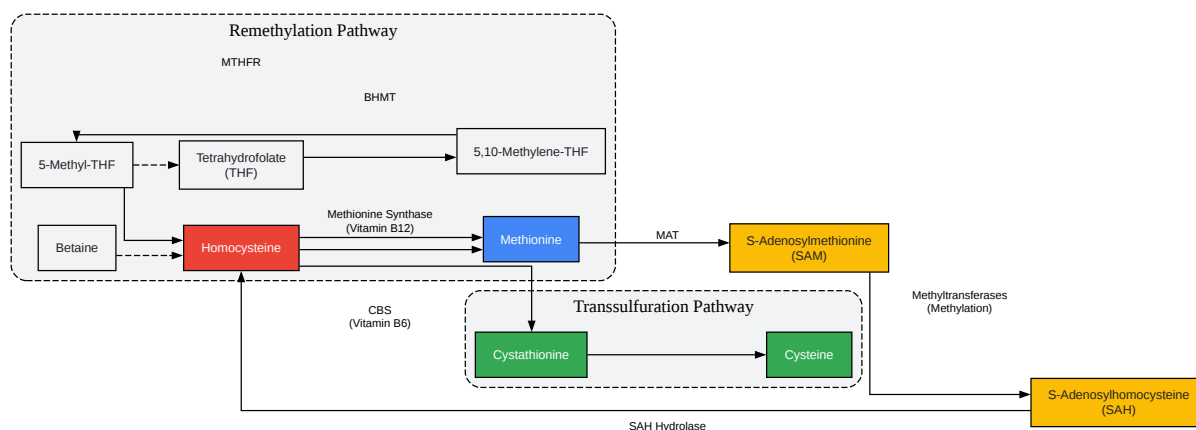 Remethylation Pathway
MTHFR
BHMT
5-Methyl-THF
Tetrahydrofolate
(THF)
5,10-Methylene-THF
Betaine
Homocysteine
Methionine Synthase
(Vitamin B12)
Methionine
MAT
S-Adenosylmethionine
(SAM)
Methyltransferases
(Methylation)
CBS
(Vitamin B6)
Transsulfuration Pathway
Cystathionine
Cysteine
S-Adenosylhomocysteine
(SAH)
SAH Hydrolase